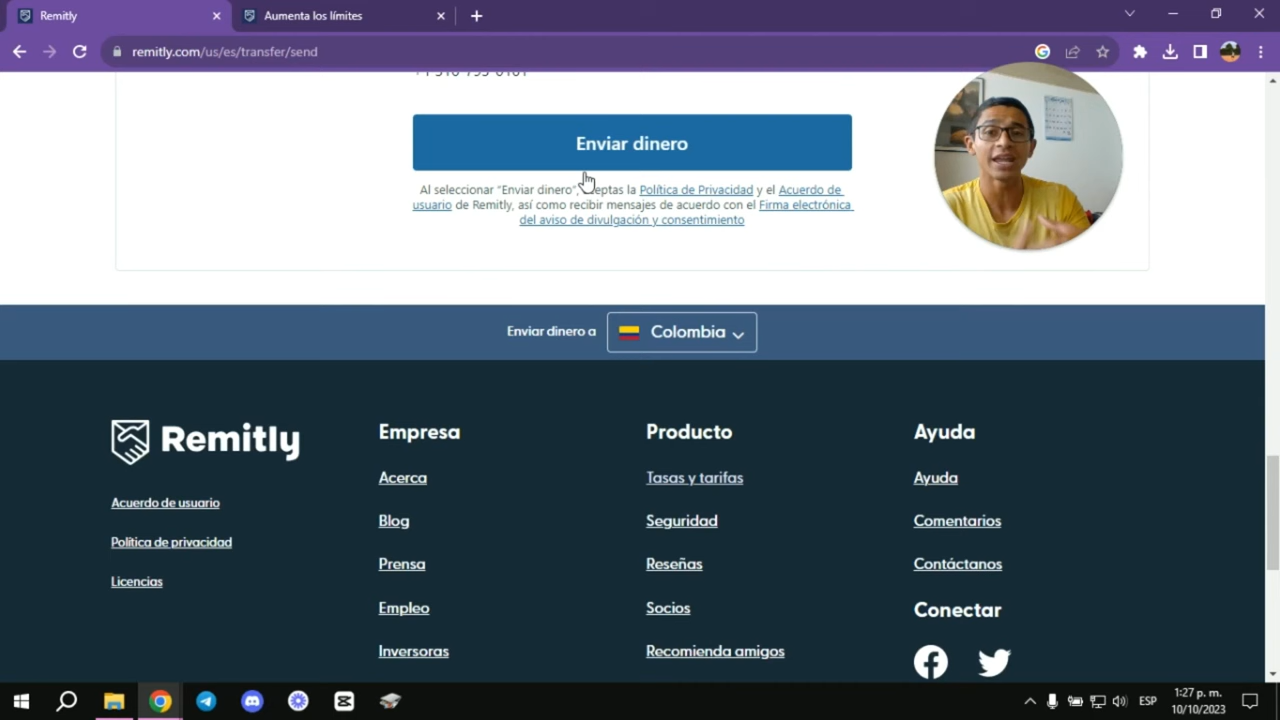 Remitly
Aumenta los límites
remitly.com/us/es/transfer/send
Enviar dinero
Al seleccionar "Enviar dinero", aceptas la Política de Privacidad y el Acuerdo de
usuario de Remitly, así como recibir mensajes de acuerdo con el Firma electrónica
del aviso de divulgación y consentimiento
Enviar dinero a Colombia
Remitly
Acuerdo de usuario
Política de privacidad
Licencias
Empresa
Acerca
Blog
Prensa
Empleo
Inversoras
Producto
Tasas y tarifas
Seguridad
Reseñas
Socios
Recomienda amigos
Ayuda
Ayuda
Comentarios
Contáctanos
Conectar
ESP
1:27 p. m.
10/10/2023